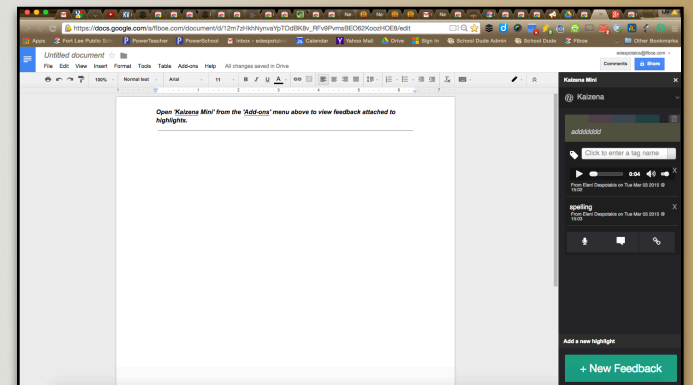 https://docs.google.com/a/flboe.com/document/d/12m7zHkhNynvaYpTOdBK8v_RFv9PvmsBEO62KoozHOE8/edit
Apps Fort Lee Public Sch PowerTeacher PowerSchool Inbox - edespotakis Calendar Yahoo Mail Drive Sign In School Dude Admin School Dude Flboe Other Bookmarks
Untitled document
edespotakis@flboe.com
File Edit View Insert Format Tools Table Add-ons Help All changes saved in Drive
Comments Share
100% Normal text Arial 11 B I U A
Kaizena Mini X
Kaizena
Open 'Kaizena Mini' from the 'Add-ons' menu above to view feedback attached to
highlights.
addddddd
Click to enter a tag name
0:04 X
From Eleni Despotakis on Tue Mar 03 2015 @
15:02
spelling X
From Eleni Despotakis on Tue Mar 03 2015 @
15:03
Add a new highlight
+ New Feedback